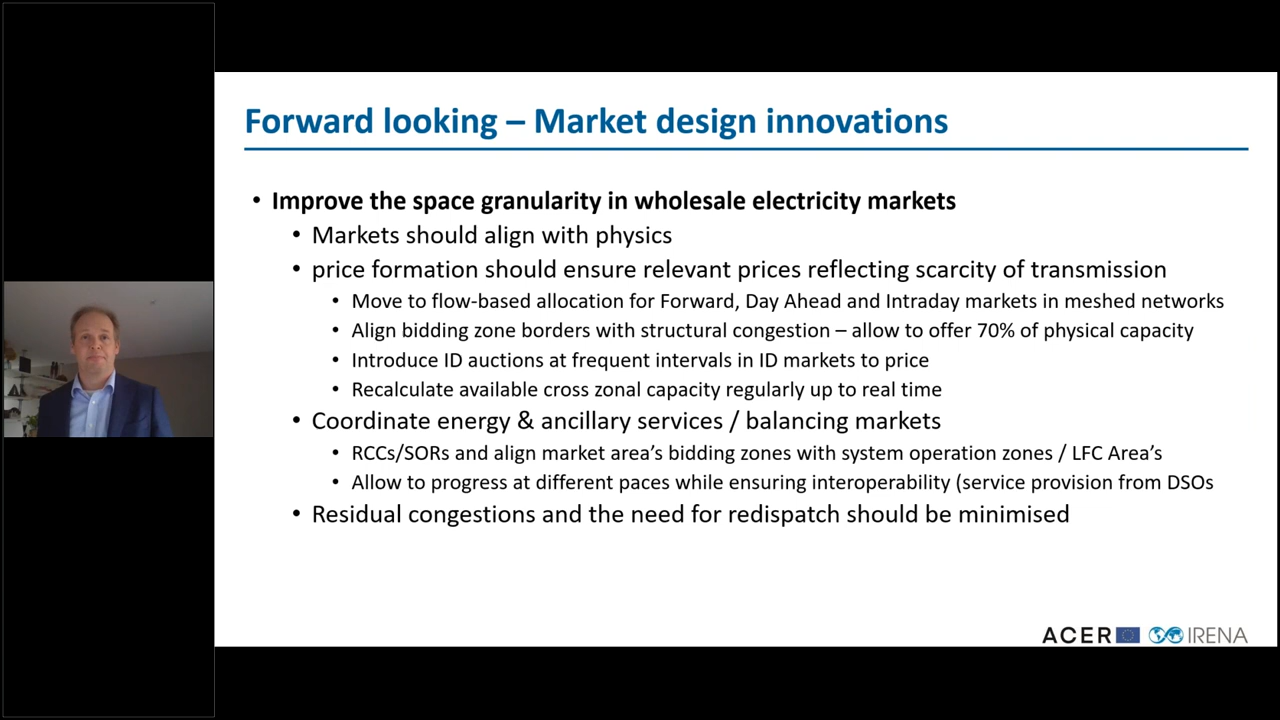 Forward looking – Market design innovations
• Improve the space granularity in wholesale electricity markets
• Markets should align with physics
• price formation should ensure relevant prices reflecting scarcity of transmission
• Move to flow-based allocation for Forward, Day Ahead and Intraday markets in meshed networks
• Align bidding zone borders with structural congestion – allow to offer 70% of physical capacity
• Introduce ID auctions at frequent intervals in ID markets to price
• Recalculate available cross zonal capacity regularly up to real time
• Coordinate energy & ancillary services / balancing markets
• RCCs/SORs and align market area’s bidding zones with system operation zones / LFC Area’s
• Allow to progress at different paces while ensuring interoperability (service provision from DSOs
• Residual congestions and the need for redispatch should be minimised
ACER IRENA